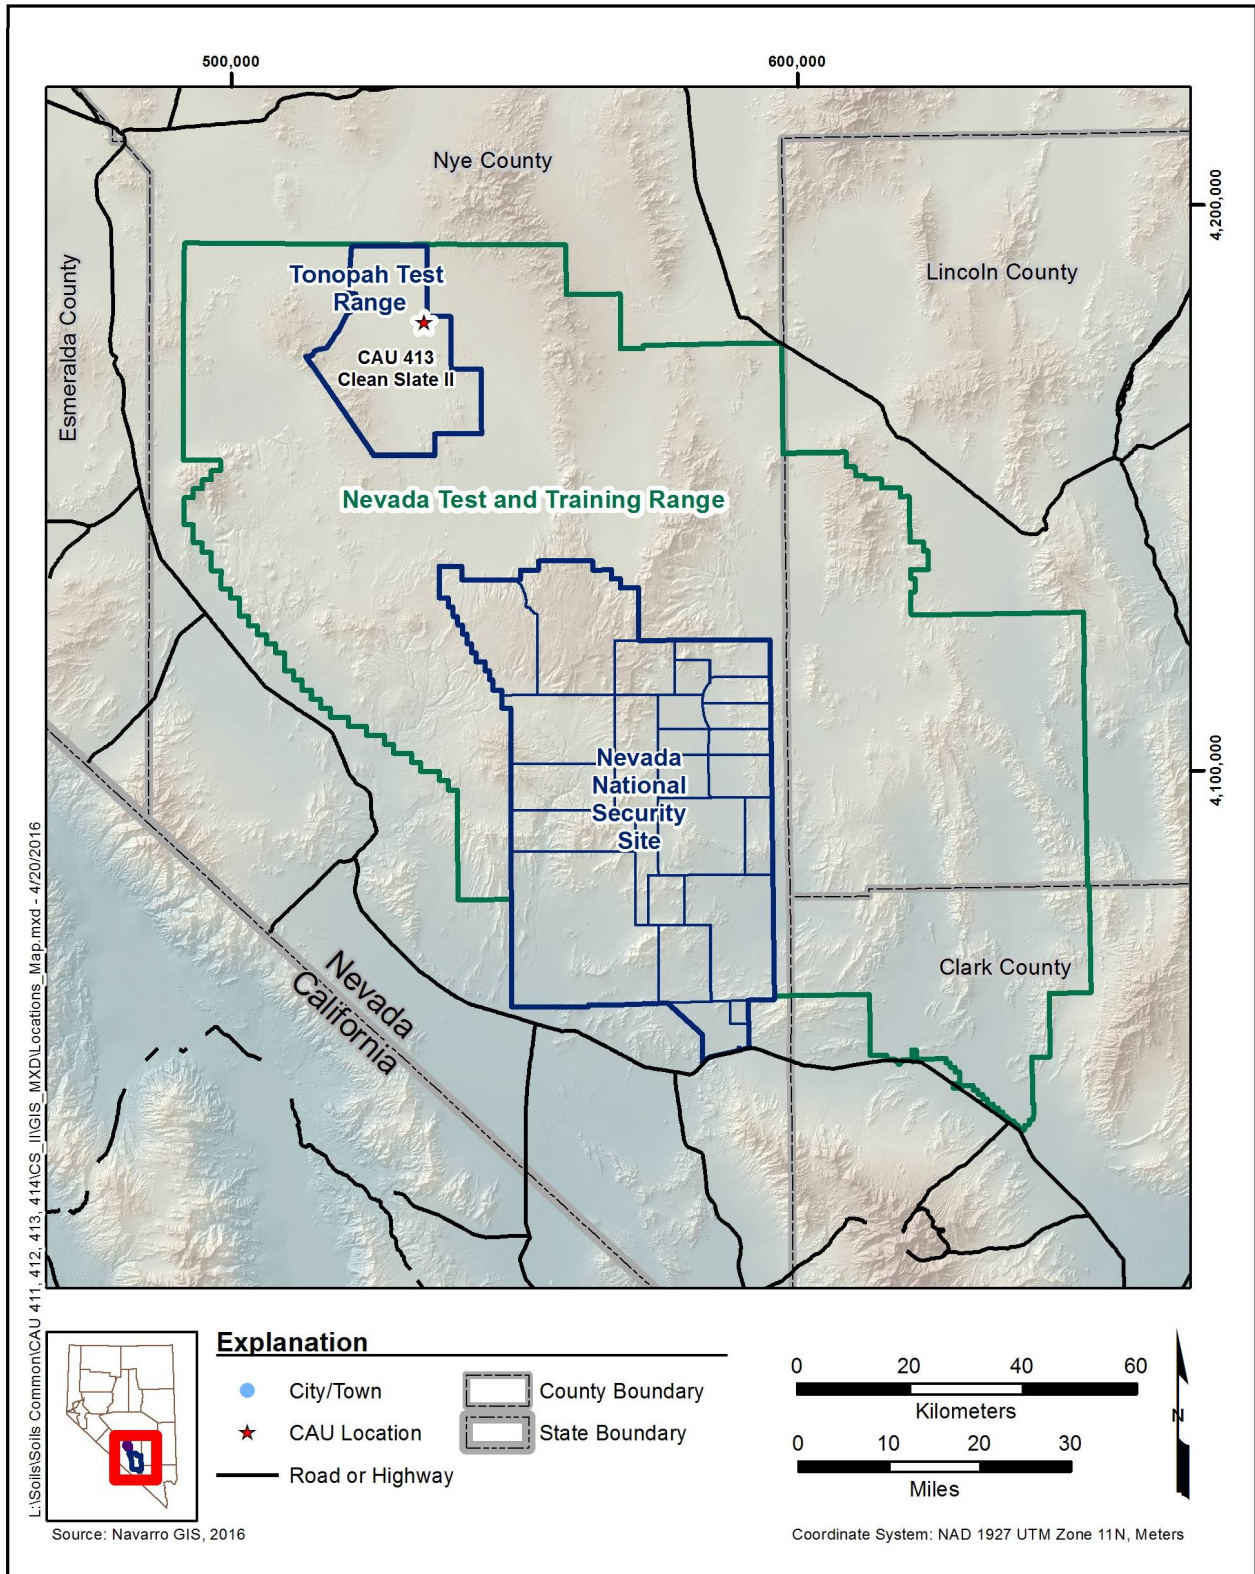 500,000
600,000
Nye County
4,200,000
Esmeralda County
Lincoln County
Tonopah Test
Range
CAU 413
Clean Slate II
Nevada Test and Training Range
Nevada
National
Security
Site
4,100,000
Clark County
Nevada
California
L:\Soils\Soils Common\CAU 411, 412, 413, 414\CS_II\GIS_MXD\Locations_Map.mxd - 4/20/2016
Explanation
City/Town
CAU Location
Road or Highway
County Boundary
State Boundary
0 20 40 60
Kilometers
0 10 20 30
Miles
N
Source: Navarro GIS, 2016
Coordinate System: NAD 1927 UTM Zone 11N, Meters